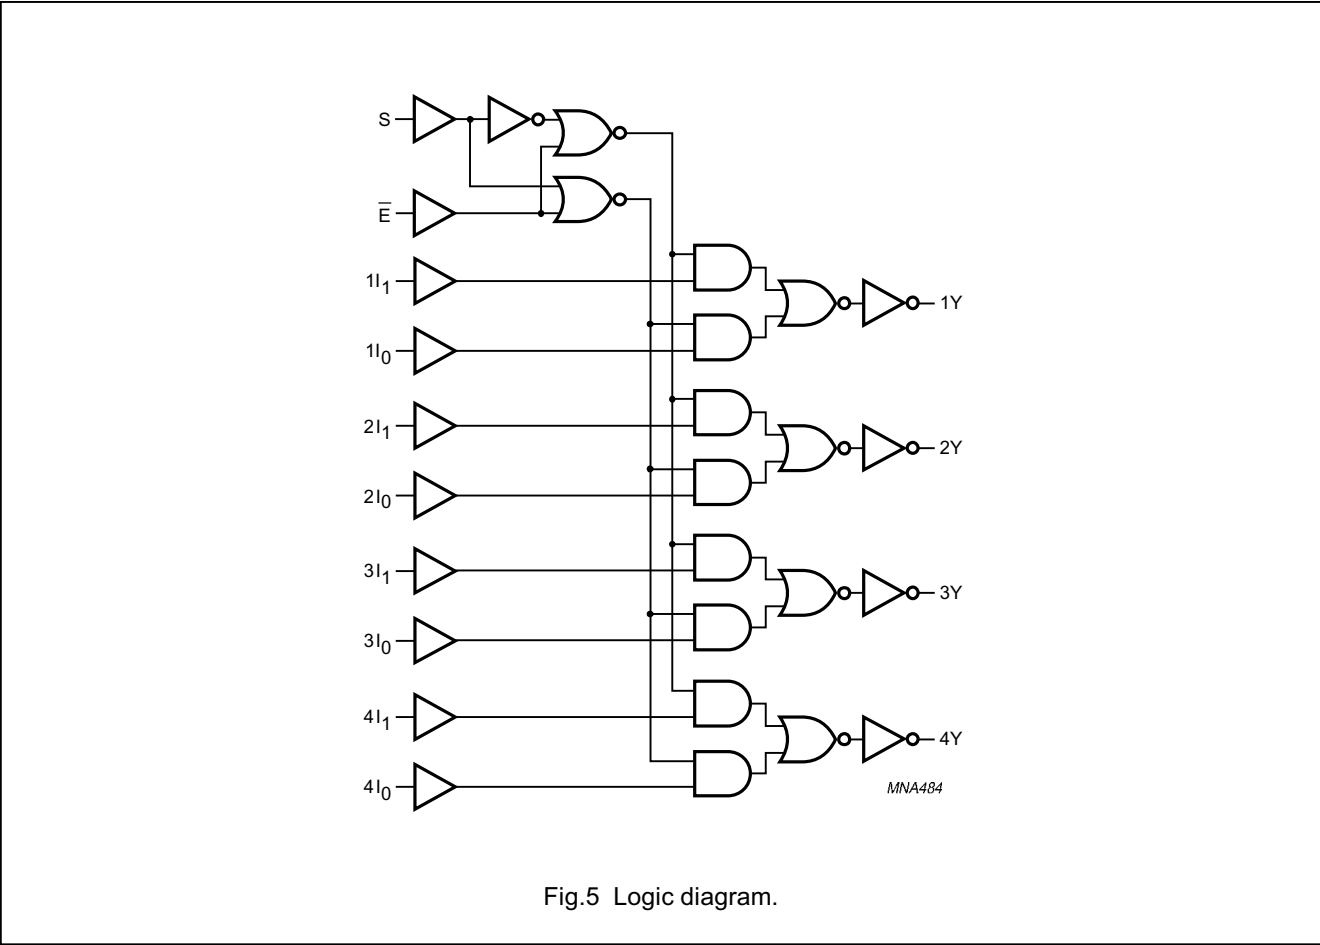 S
E̅
1I₁
1I₀
1Y
2I₁
2I₀
2Y
3I₁
3I₀
3Y
4I₁
4I₀
4Y
MNA484
Fig.5 Logic diagram.